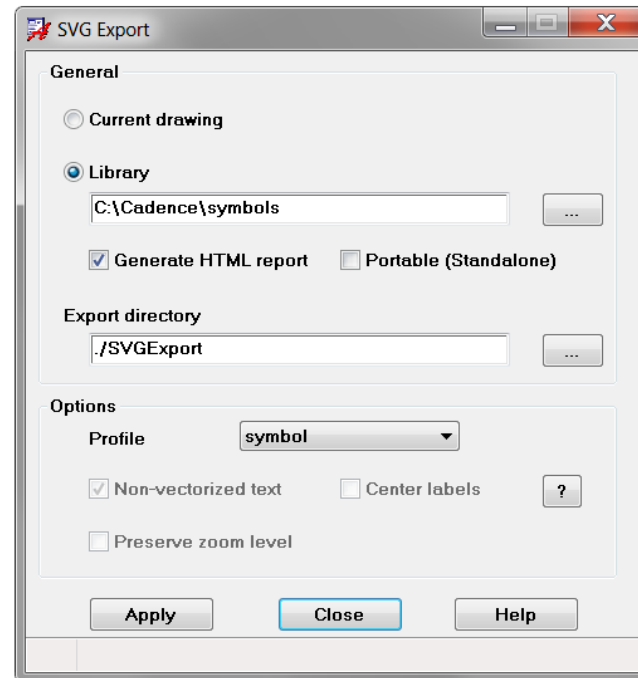 SVG Export
General
Current drawing
Library
C:\Cadence\symbols
...
Generate HTML report Portable (Standalone)
Export directory
./SVGExport
...
Options
Profile symbol
Non-vectorized text Center labels ?
Preserve zoom level
Apply Close Help